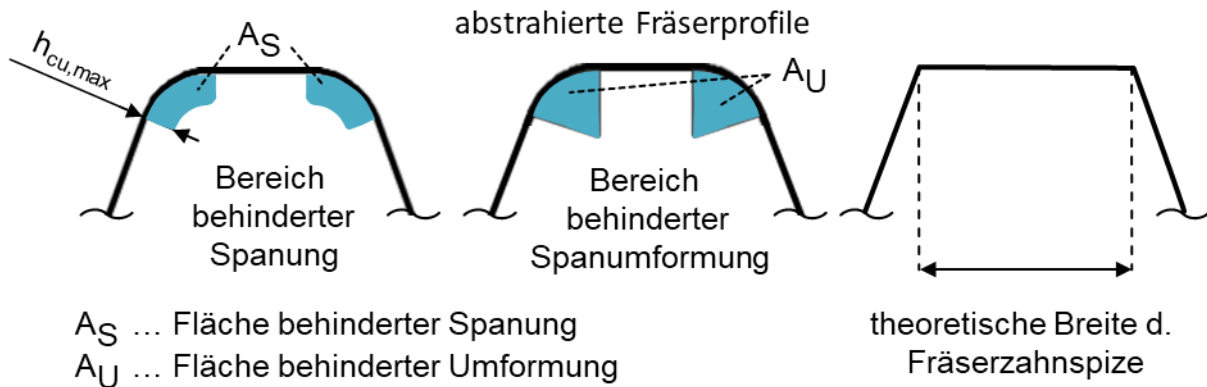 abstrahierte Fräserprofile
h_cu,max
A_S
A_U
Bereich
behinderter
Spanung
Bereich
behinderter
Spanumformung
A_S ... Fläche behinderter Spanung
A_U ... Fläche behinderter Umformung
theoretische Breite d.
Fräserzahnspize